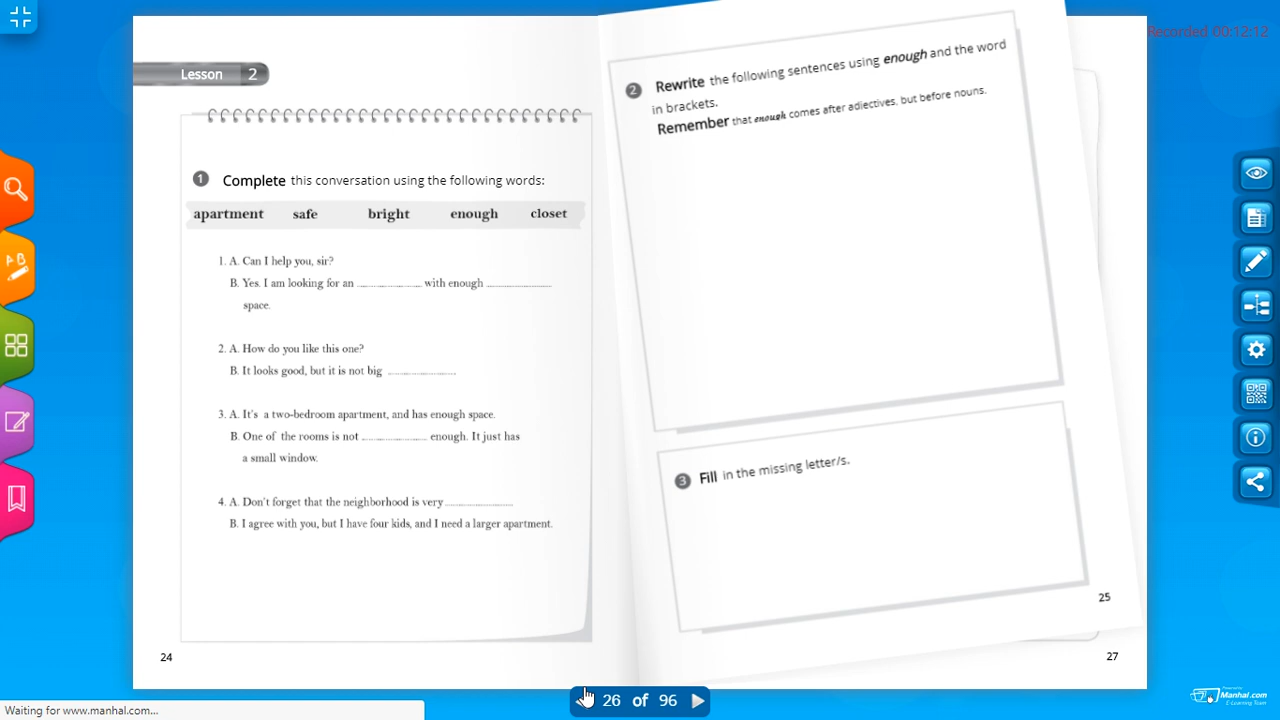 Recorded 00:12:12
Lesson 2
1 Complete this conversation using the following words:
apartment safe bright enough closet
1. A. Can I help you, sir?
B. Yes. I am looking for an ........................ with enough ........................
space.
2. A. How do you like this one?
B. It looks good, but it is not big ........................
3. A. It's a two-bedroom apartment, and has enough space.
B. One of the rooms is not ........................ enough. It just has
a small window.
4. A. Don't forget that the neighborhood is very ........................
B. I agree with you, but I have four kids, and I need a larger apartment.
24
2 Rewrite the following sentences using enough and the word
in brackets.
Remember that enough comes after adjectives, but before nouns.
3 Fill in the missing letter/s.
25
27
26 of 96
Waiting for www.manhal.com...
Powered by
Manhal.com
E-Learning Team
A B